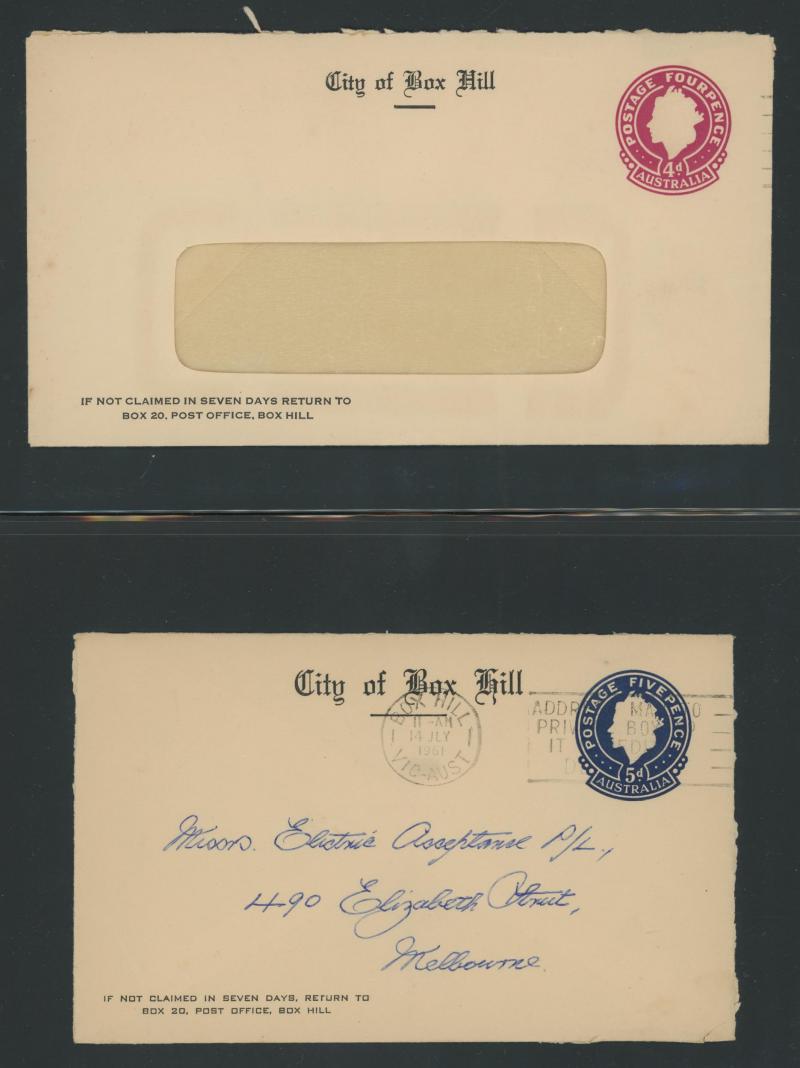 City of Box Hill
POSTAGE FOURPENCE
4d
AUSTRALIA
IF NOT CLAIMED IN SEVEN DAYS RETURN TO
BOX 20, POST OFFICE, BOX HILL
City of Box Hill
BOX HILL
11-AM
14 JLY
1961
VIC-AUST
POSTAGE FIVEPENCE
5d
AUSTRALIA
Messrs. Electric Acceptance P/L.,
490 Elizabeth Street,
Melbourne.
IF NOT CLAIMED IN SEVEN DAYS, RETURN TO
BOX 20, POST OFFICE, BOX HILL